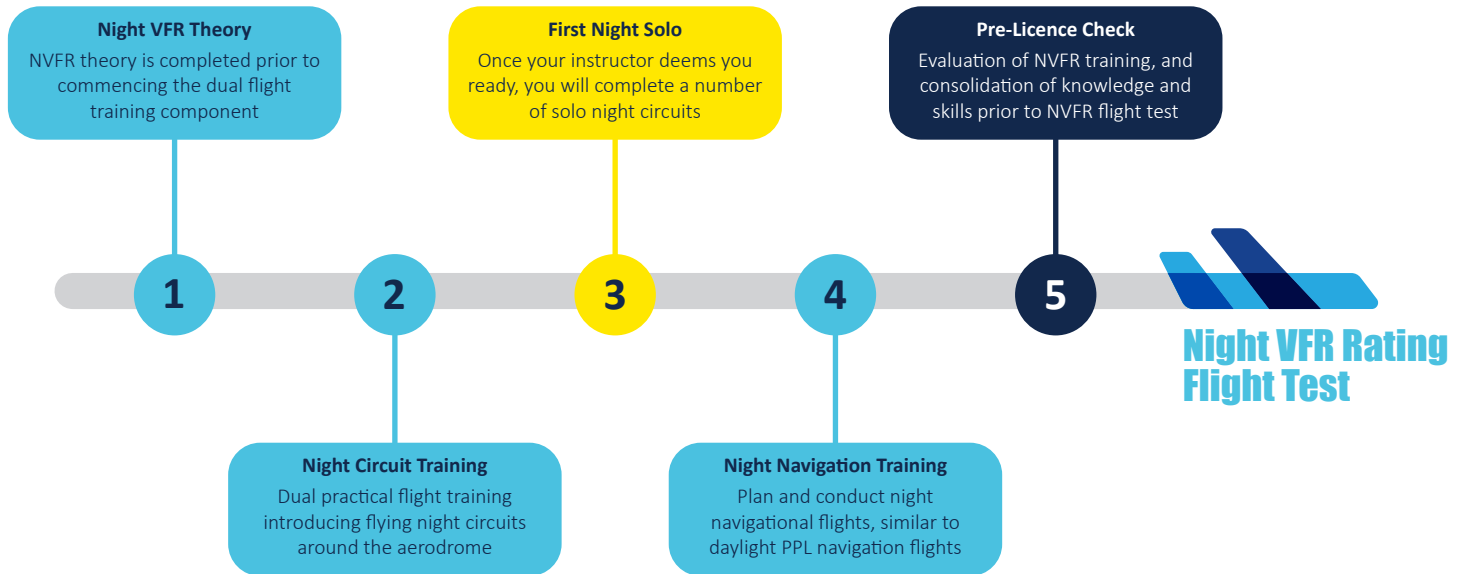 Night VFR Theory
NVFR theory is completed prior to
commencing the dual flight
training component
First Night Solo
Once your instructor deems you
ready, you will complete a number
of solo night circuits
Pre-Licence Check
Evaluation of NVFR training, and
consolidation of knowledge and
skills prior to NVFR flight test
1
2
3
4
5
Night VFR Rating
Flight Test
Night Circuit Training
Dual practical flight training
introducing flying night circuits
around the aerodrome
Night Navigation Training
Plan and conduct night
navigational flights, similar to
daylight PPL navigation flights